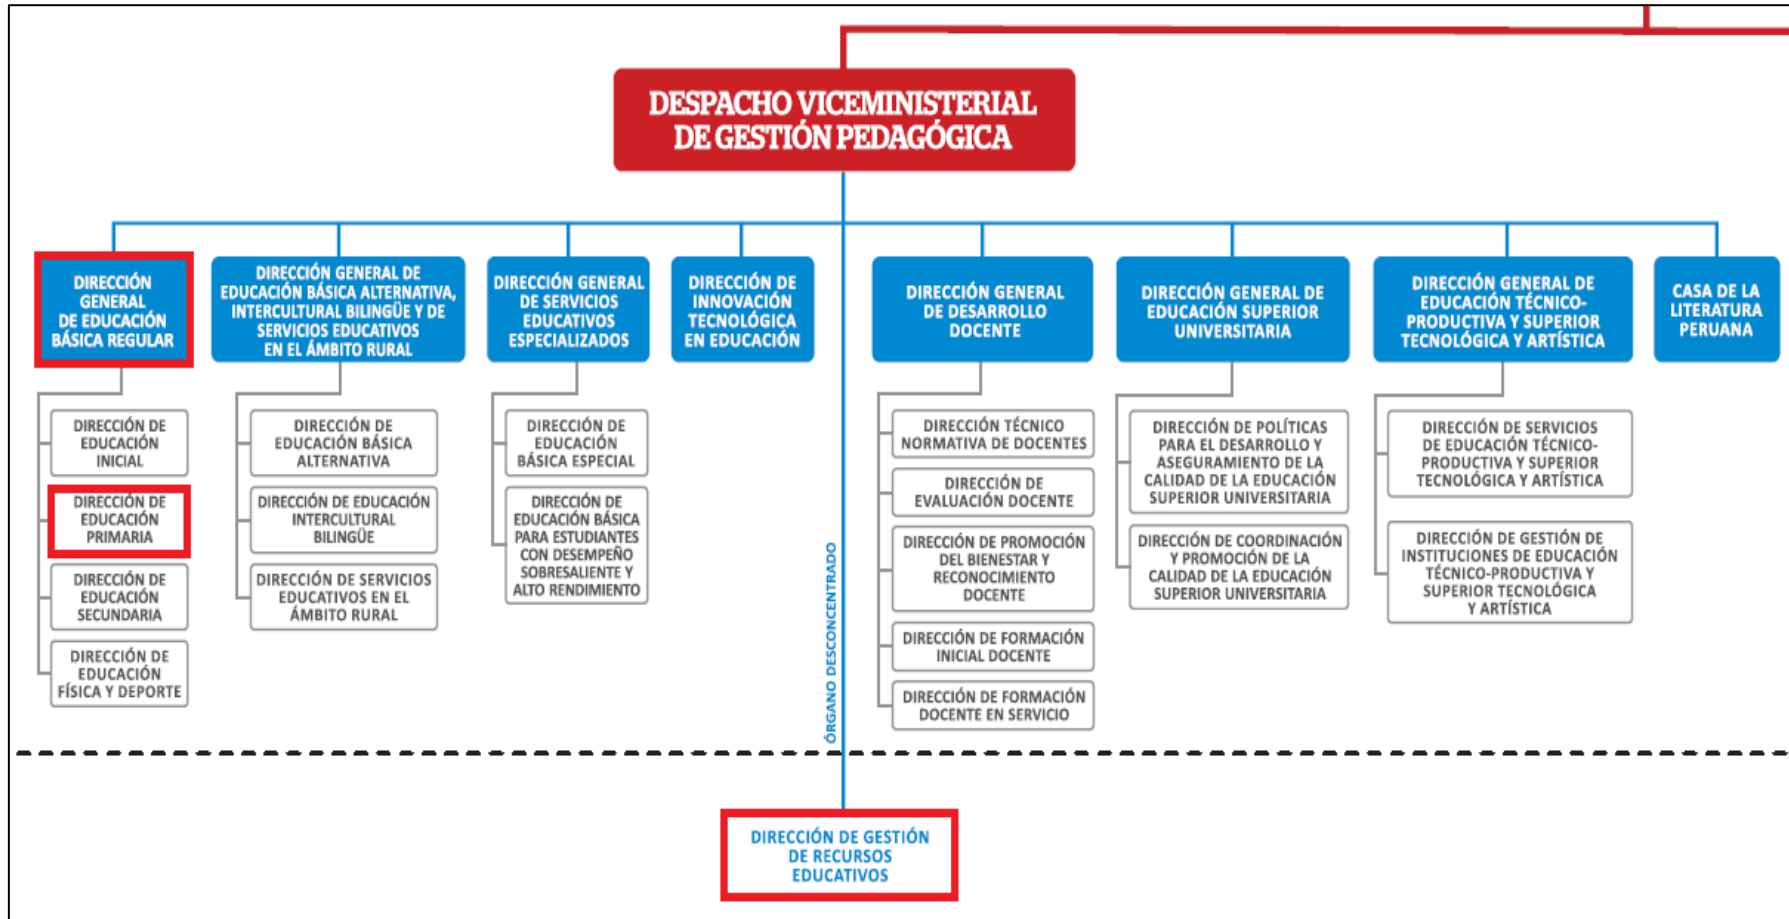 DESPACHO VICEMINISTERIAL
DE GESTIÓN PEDAGÓGICA
DIRECCIÓN
GENERAL
DE EDUCACIÓN
BÁSICA REGULAR
DIRECCIÓN GENERAL DE
EDUCACIÓN BÁSICA ALTERNATIVA,
INTERCULTURAL BILINGÜE Y DE
SERVICIOS EDUCATIVOS
EN EL ÁMBITO RURAL
DIRECCIÓN GENERAL
DE SERVICIOS
EDUCATIVOS
ESPECIALIZADOS
DIRECCIÓN DE
INNOVACIÓN
TECNOLÓGICA
EN EDUCACIÓN
DIRECCIÓN GENERAL
DE DESARROLLO
DOCENTE
DIRECCIÓN GENERAL DE
EDUCACIÓN SUPERIOR
UNIVERSITARIA
DIRECCIÓN GENERAL DE
EDUCACIÓN TÉCNICO-
PRODUCTIVA Y SUPERIOR
TECNOLÓGICA Y ARTÍSTICA
CASA DE LA
LITERATURA
PERUANA
DIRECCIÓN DE
EDUCACIÓN
INICIAL
DIRECCIÓN DE
EDUCACIÓN
PRIMARIA
DIRECCIÓN DE
EDUCACIÓN
SECUNDARIA
DIRECCIÓN DE
EDUCACIÓN
FÍSICA Y DEPORTE
DIRECCIÓN DE
EDUCACIÓN BÁSICA
ALTERNATIVA
DIRECCIÓN DE EDUCACIÓN
INTERCULTURAL
BILINGÜE
DIRECCIÓN DE SERVICIOS
EDUCATIVOS EN EL
ÁMBITO RURAL
DIRECCIÓN DE
EDUCACIÓN
BÁSICA ESPECIAL
DIRECCIÓN DE
EDUCACIÓN BÁSICA
PARA ESTUDIANTES
CON DESEMPEÑO
SOBRESALIENTE Y
ALTO RENDIMIENTO
DIRECCIÓN TÉCNICO
NORMATIVA DE DOCENTES
DIRECCIÓN DE
EVALUACIÓN DOCENTE
DIRECCIÓN DE PROMOCIÓN
DEL BIENESTAR Y
RECONOCIMIENTO
DOCENTE
DIRECCIÓN DE FORMACIÓN
INICIAL DOCENTE
DIRECCIÓN DE FORMACIÓN
DOCENTE EN SERVICIO
DIRECCIÓN DE POLÍTICAS
PARA EL DESARROLLO Y
ASEGURAMIENTO DE LA
CALIDAD DE LA EDUCACIÓN
SUPERIOR UNIVERSITARIA
DIRECCIÓN DE COORDINACIÓN
Y PROMOCIÓN DE LA
CALIDAD DE LA EDUCACIÓN
SUPERIOR UNIVERSITARIA
DIRECCIÓN DE SERVICIOS
DE EDUCACIÓN TÉCNICO-
PRODUCTIVA Y SUPERIOR
TECNOLÓGICA Y ARTÍSTICA
DIRECCIÓN DE GESTIÓN DE
INSTITUCIONES DE EDUCACIÓN
TÉCNICO-PRODUCTIVA Y
SUPERIOR TECNOLÓGICA
Y ARTÍSTICA
ÓRGANO DESCONCENTRADO
DIRECCIÓN DE GESTIÓN
DE RECURSOS
EDUCATIVOS